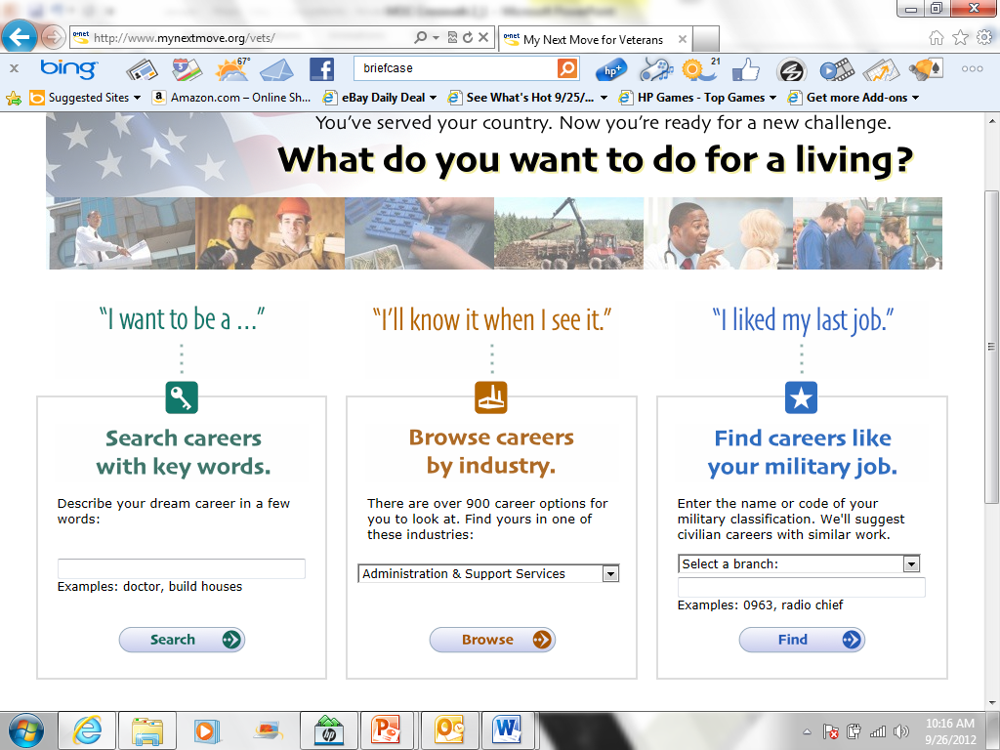 Microsoft PowerPoint
o-net http://www.mynextmove.org/vets/
o-net My Next Move for Veterans
x bing 67° briefcase hp+ 21
Suggested Sites
Amazon.com – Online Sh...
eBay Daily Deal
See What's Hot 9/25/...
HP Games - Top Games
Get more Add-ons
You've served your country. Now you're ready for a new challenge.
What do you want to do for a living?
"I want to be a ..."
Search careers
with key words.
Describe your dream career in a few
words:
Examples: doctor, build houses
Search
"I'll know it when I see it."
Browse careers
by industry.
There are over 900 career options for
you to look at. Find yours in one of
these industries:
Administration & Support Services
Browse
"I liked my last job."
Find careers like
your military job.
Enter the name or code of your
military classification. We'll suggest
civilian careers with similar work.
Select a branch:
Examples: 0963, radio chief
Find
10:16 AM
9/26/2012